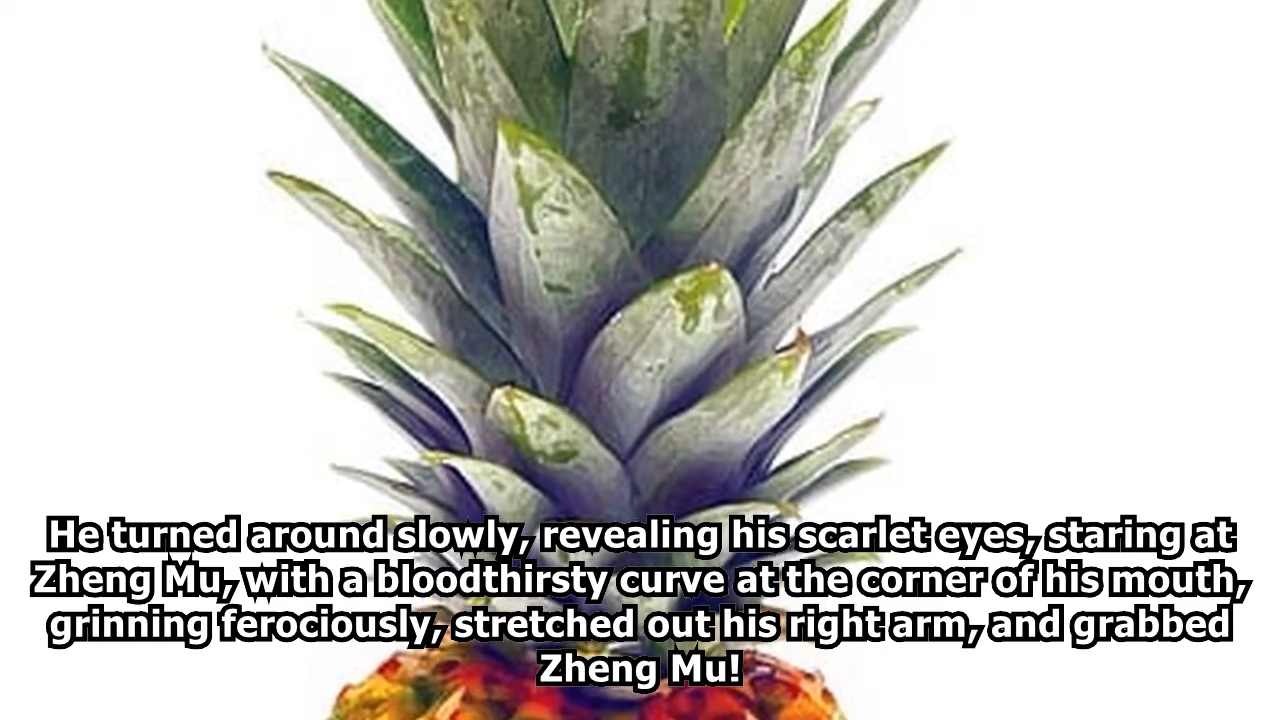 He turned around slowly, revealing his scarlet eyes, staring at
Zheng Mu, with a bloodthirsty curve at the corner of his mouth,
grinning ferociously, stretched out his right arm, and grabbed
Zheng Mu!